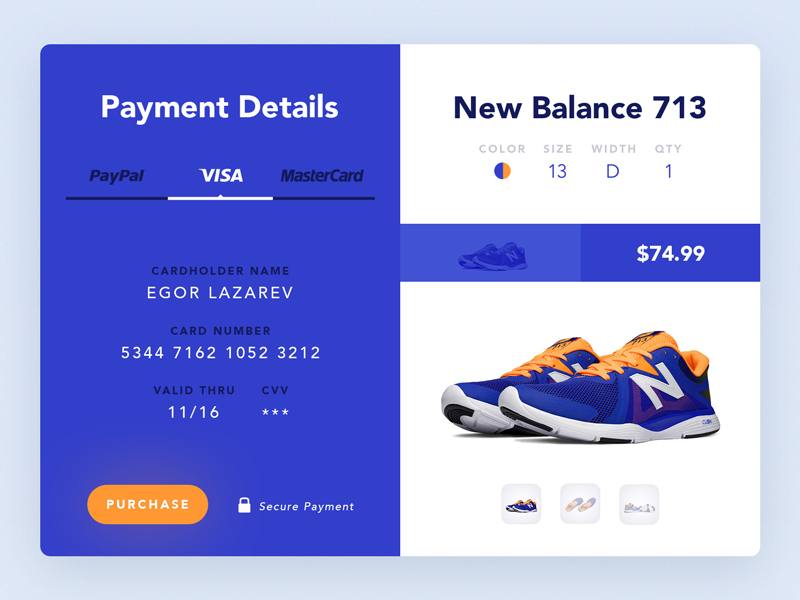 Payment Details
PayPal VISA MasterCard
CARDHOLDER NAME
EGOR LAZAREV
CARD NUMBER
5344 7162 1052 3212
VALID THRU CVV
11/16 ***
PURCHASE Secure Payment
New Balance 713
COLOR SIZE WIDTH QTY
13 D 1
$74.99
N